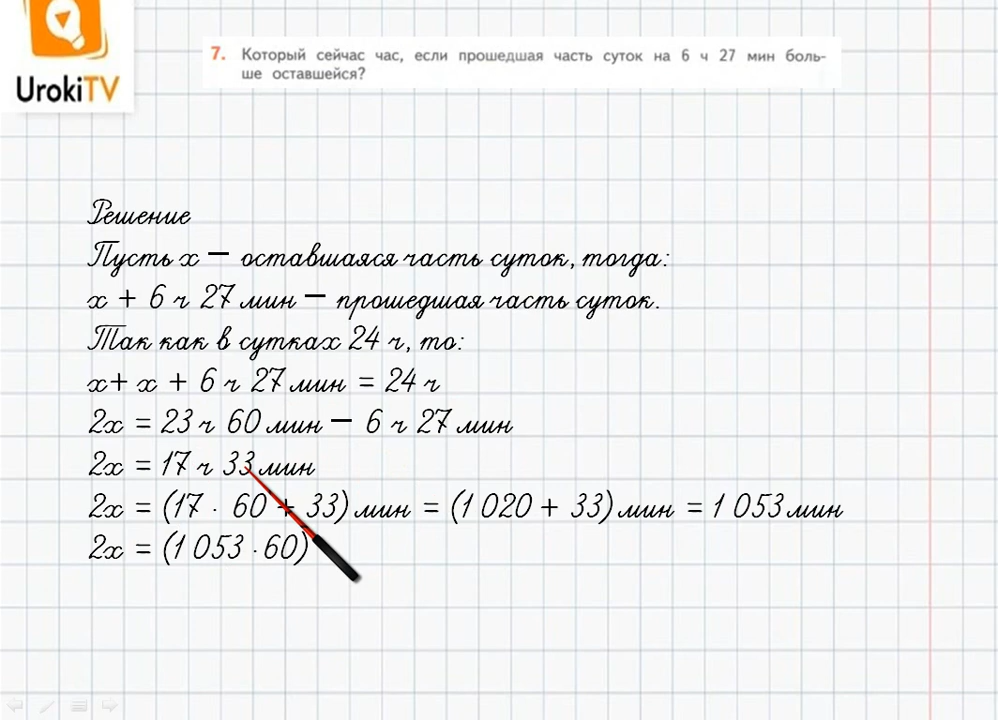 UrokiTV
7. Который сейчас час, если прошедшая часть суток на 6 ч 27 мин боль-
ше оставшейся?
Решение
Пусть x – оставшаяся часть суток, тогда:
x + 6 ч 27 мин – прошедшая часть суток.
Так как в сутках 24 ч, то:
x + x + 6 ч 27 мин = 24 ч
2x = 23 ч 60 мин – 6 ч 27 мин
2x = 17 ч 33 мин
2x = (17 · 60 + 33) мин = (1 020 + 33) мин = 1 053 мин
2x = (1 053 · 60)